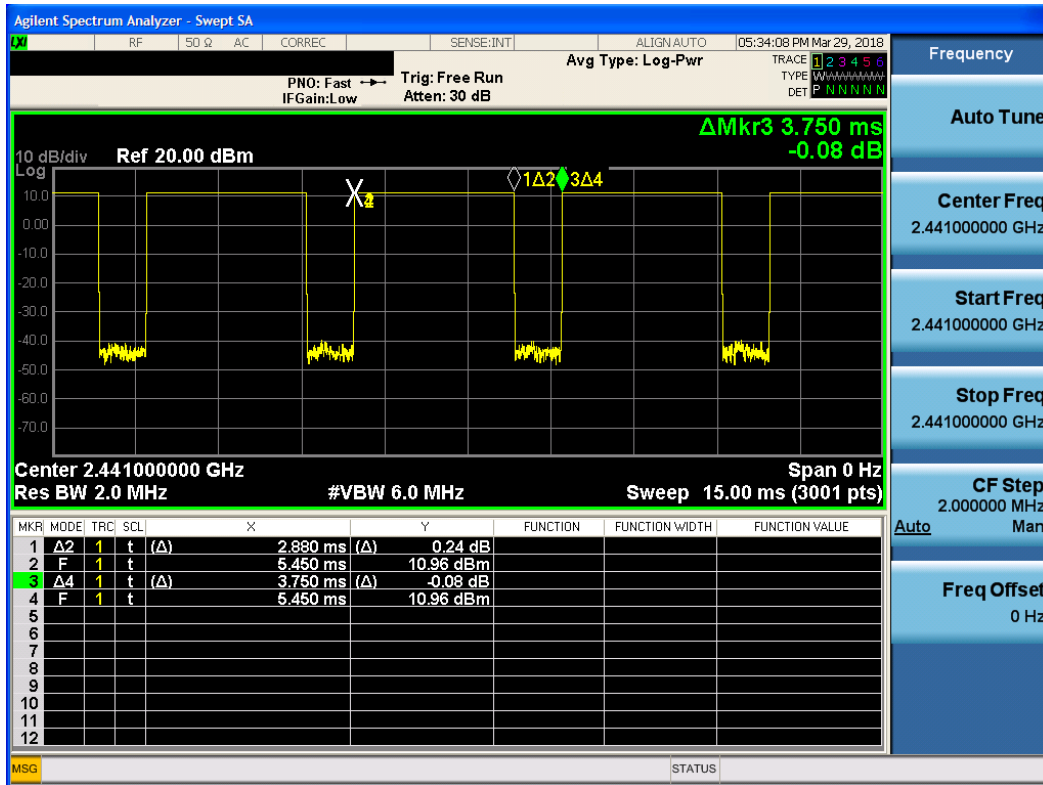 Agilent Spectrum Analyzer - Swept SA
LXI RF 50 Ω AC CORREC SENSE:INT ALIGN AUTO 05:34:08 PM Mar 29, 2018
Avg Type: Log-Pwr TRACE 1 2 3 4 5 6
PNO: Fast Trig: Free Run TYPE
IFGain:Low Atten: 30 dB DET P N N N N N
ΔMkr3 3.750 ms
-0.08 dB
10 dB/div Ref 20.00 dBm
Log
1Δ2 3Δ4
10.0
0.00
-10.0
-20.0
-30.0
-40.0
-50.0
-60.0
-70.0
Center 2.441000000 GHz Span 0 Hz
Res BW 2.0 MHz #VBW 6.0 MHz Sweep 15.00 ms (3001 pts)
MKR MODE TRC SCL X Y FUNCTION FUNCTION WIDTH FUNCTION VALUE
1 Δ2 1 t (Δ) 2.880 ms (Δ) 0.24 dB
2 F 1 t 5.450 ms 10.96 dBm
3 Δ4 1 t (Δ) 3.750 ms (Δ) -0.08 dB
4 F 1 t 5.450 ms 10.96 dBm
5
6
7
8
9
10
11
12
MSG STATUS
Frequency
Auto Tune
Center Freq
2.441000000 GHz
Start Freq
2.441000000 GHz
Stop Freq
2.441000000 GHz
CF Step
2.000000 MHz
Auto Man
Freq Offset
0 Hz